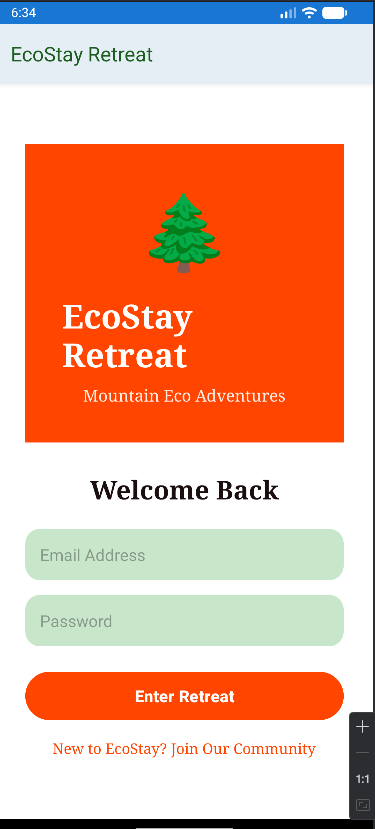 6:34
EcoStay Retreat
EcoStay
Retreat
Mountain Eco Adventures
Welcome Back
Email Address
Password
Enter Retreat
New to EcoStay? Join Our Community
1:1